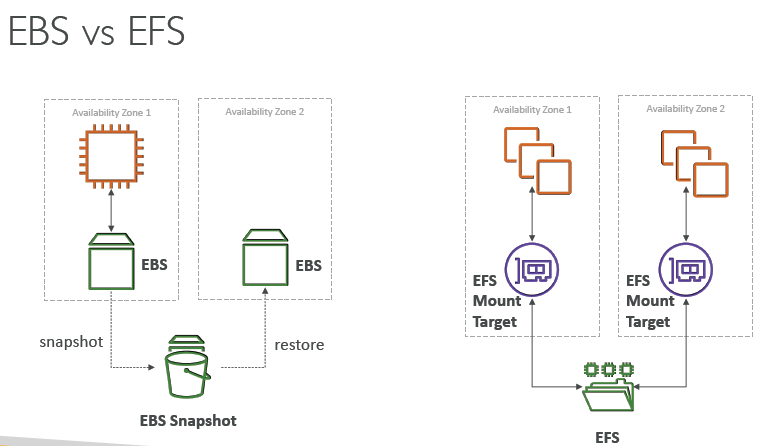 EBS vs EFS
Availability Zone 1
Availability Zone 2
EBS
EBS
snapshot
restore
EBS Snapshot
Availability Zone 1
Availability Zone 2
EFS
Mount
Target
EFS
Mount
Target
EFS